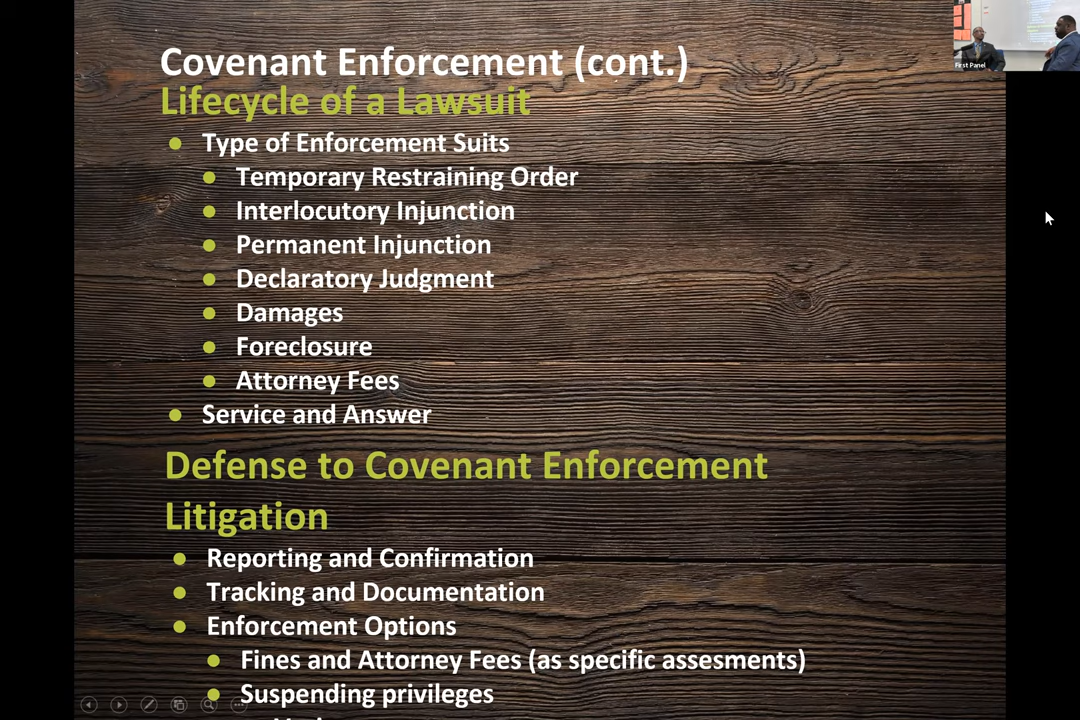 Covenant Enforcement (cont.)
Lifecycle of a Lawsuit
Type of Enforcement Suits
Temporary Restraining Order
Interlocutory Injunction
Permanent Injunction
Declaratory Judgment
Damages
Foreclosure
Attorney Fees
Service and Answer
Defense to Covenant Enforcement
Litigation
Reporting and Confirmation
Tracking and Documentation
Enforcement Options
Fines and Attorney Fees (as specific assesments)
Suspending privileges
First Panel